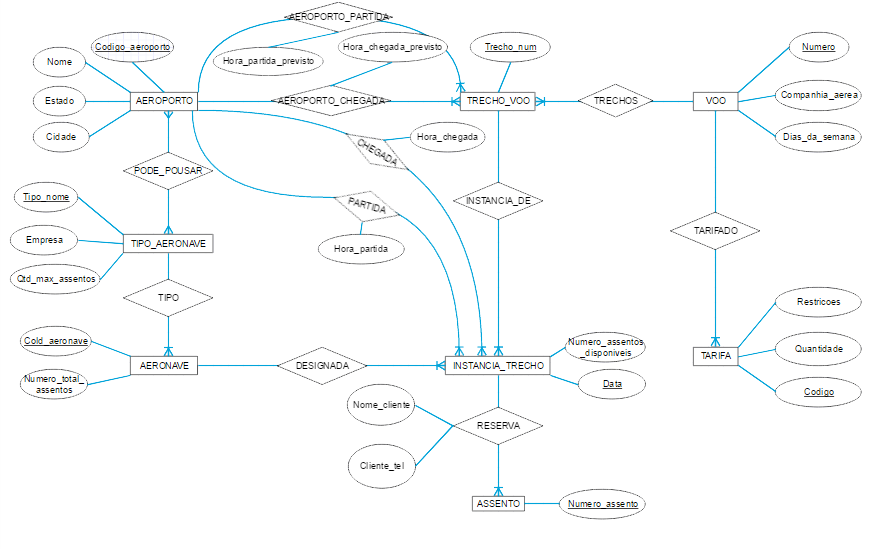 AEROPORTO_PARTIDA
Codigo_aeroporto
Hora_chegada_previsto
Trecho_num
Numero
Nome
Hora_partida_previsto
Estado
AEROPORTO
AEROPORTO_CHEGADA
TRECHO_VOO
TRECHOS
VOO
Companhia_aerea
Cidade
Hora_chegada
Dias_da_semana
CHEGADA
PODE_POUSAR
Tipo_nome
PARTIDA
INSTANCIA_DE
TARIFADO
Empresa
TIPO_AERONAVE
Hora_partida
Qtd_max_assentos
TIPO
Restricoes
Cold_aeronave
Numero_assentos
_disponiveis
Quantidade
AERONAVE
DESIGNADA
INSTANCIA_TRECHO
TARIFA
Numero_total_
assentos
Data
Codigo
Nome_cliente
RESERVA
Cliente_tel
ASSENTO
Numero_assento